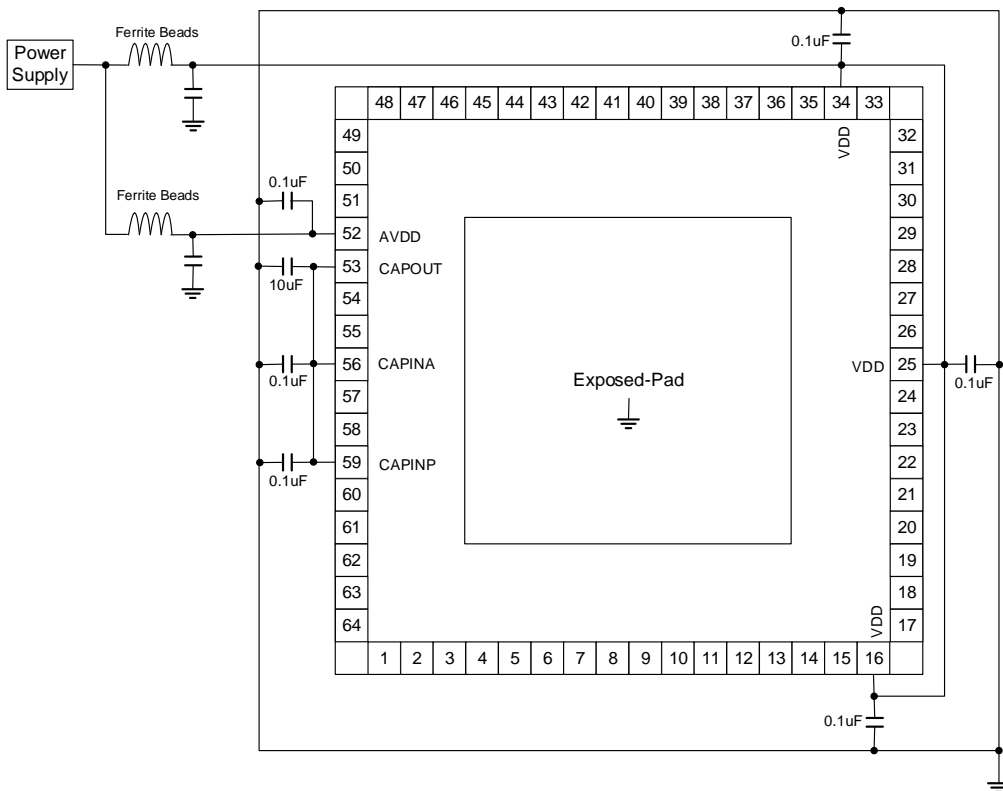 Ferrite Beads
0.1uF
Power
Supply
48 47 46 45 44 43 42 41 40 39 38 37 36 35 34 33
VDD
49
50
51
52
53
54
55
56
57
58
59
60
61
62
63
64
0.1uF
Ferrite Beads
AVDD
CAPOUT
10uF
CAPINA
0.1uF
CAPINP
0.1uF
Exposed-Pad
32
31
30
29
28
27
26
25
24
23
22
21
20
19
18
17
VDD
0.1uF
VDD
1 2 3 4 5 6 7 8 9 10 11 12 13 14 15 16
0.1uF